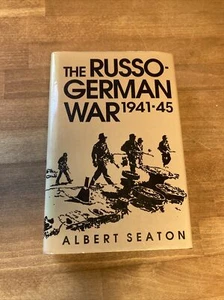 THE RUSSO-
GERMAN
WAR 1941-45
ALBERT SEATON